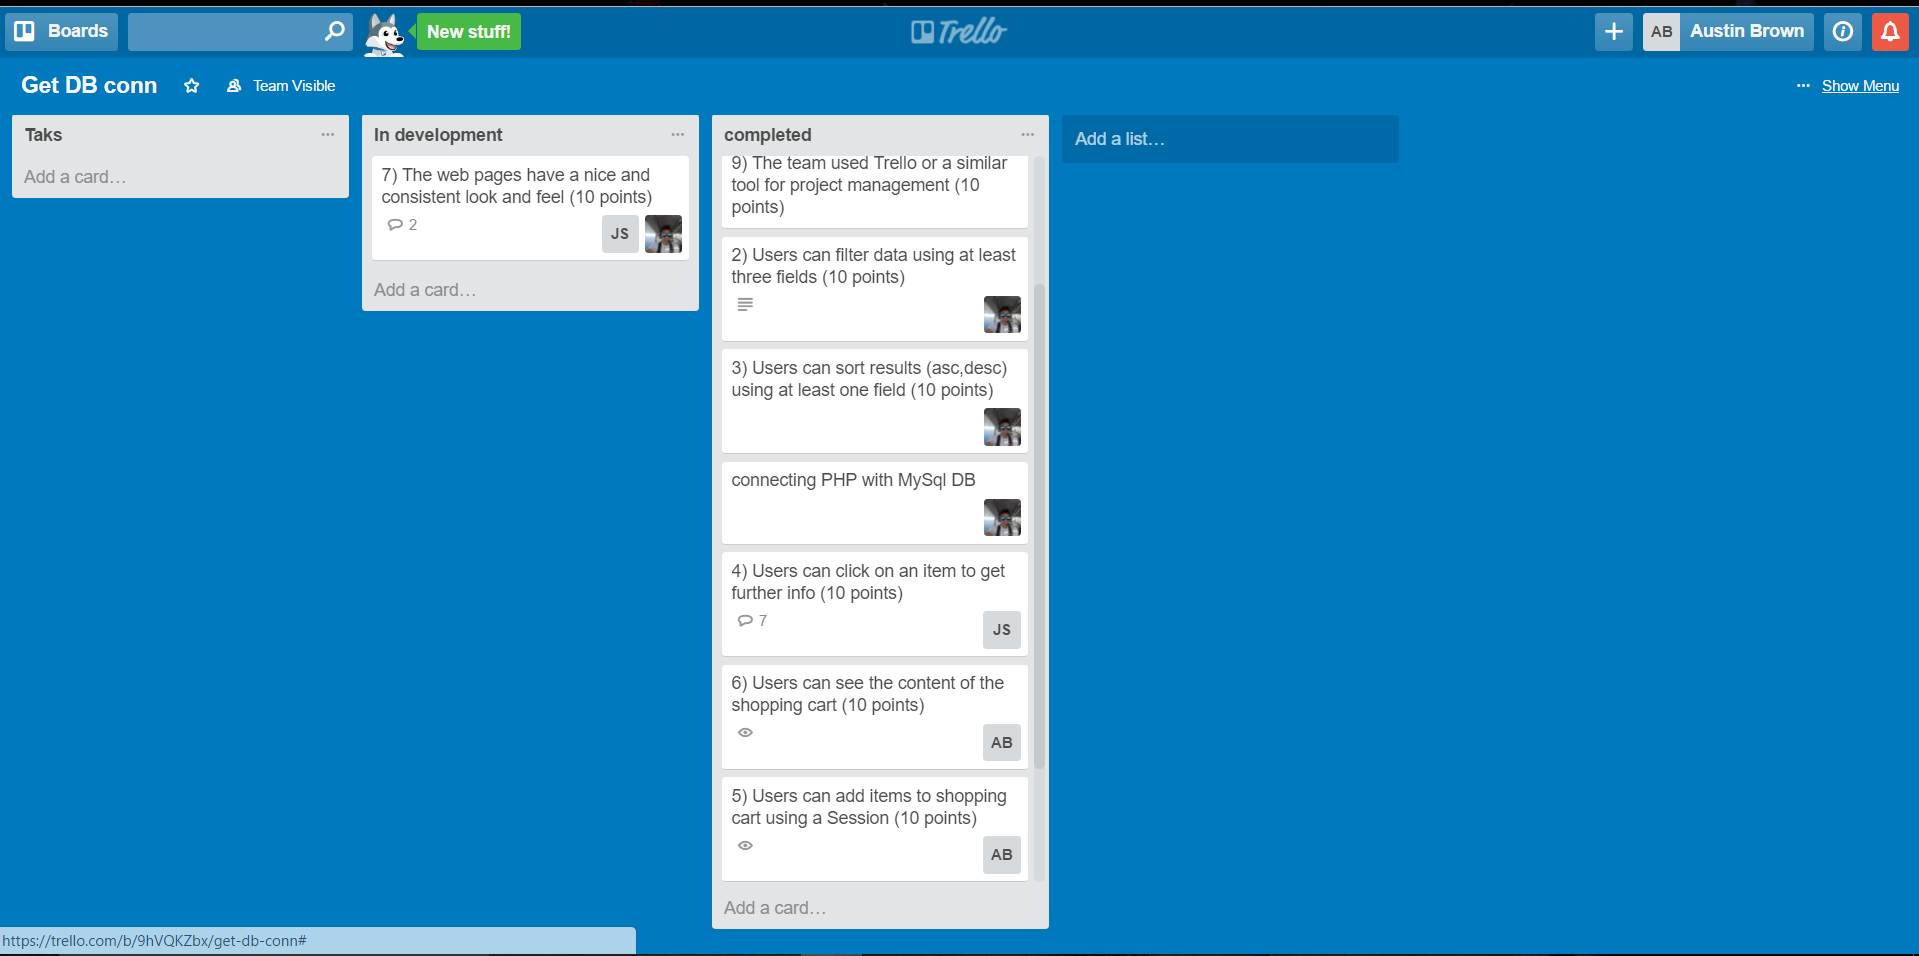 Boards
New stuff!
Trello
AB
Austin Brown
Get DB conn
Team Visible
Show Menu
Taks
Add a card…
In development
7) The web pages have a nice and
consistent look and feel (10 points)
2
JS
Add a card…
completed
9) The team used Trello or a similar
tool for project management (10
points)
2) Users can filter data using at least
three fields (10 points)
3) Users can sort results (asc,desc)
using at least one field (10 points)
connecting PHP with MySql DB
4) Users can click on an item to get
further info (10 points)
7
JS
6) Users can see the content of the
shopping cart (10 points)
AB
5) Users can add items to shopping
cart using a Session (10 points)
AB
Add a card…
Add a list…
https://trello.com/b/9hVQKZbx/get-db-conn#